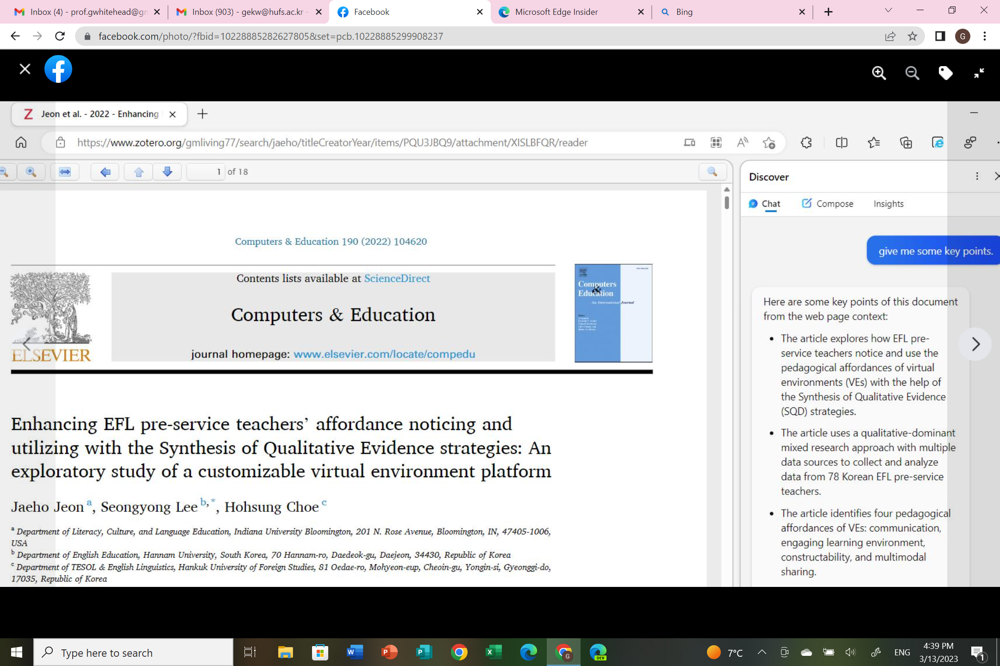 Inbox (4) - prof.gwhitehead@gm
Inbox (903) - gekw@hufs.ac.kr -
Facebook
Microsoft Edge Insider
Bing
facebook.com/photo/?fbid=10228885282627805&set=pcb.10228885299908237
G
Jeon et al. - 2022 - Enhancing
https://www.zotero.org/gmliving77/search/jaeho/titleCreatorYear/items/PQU3JBQ9/attachment/XISLBFQR/reader
1 of 18
Computers & Education 190 (2022) 104620
Contents lists available at ScienceDirect
Computers & Education
journal homepage: www.elsevier.com/locate/compedu
ELSEVIER
Computers
&
Education
An International Journal
Enhancing EFL pre-service teachers’ affordance noticing and
utilizing with the Synthesis of Qualitative Evidence strategies: An
exploratory study of a customizable virtual environment platform
Jaeho Jeon a, Seongyong Lee b,*, Hohsung Choe c
a Department of Literacy, Culture, and Language Education, Indiana University Bloomington, 201 N. Rose Avenue, Bloomington, IN, 47405-1006,
USA
b Department of English Education, Hannam University, South Korea, 70 Hannam-ro, Daedeok-gu, Daejeon, 34430, Republic of Korea
c Department of TESOL & English Linguistics, Hankuk University of Foreign Studies, 81 Oedae-ro, Mohyeon-eup, Cheoin-gu, Yongin-si, Gyeonggi-do,
17035, Republic of Korea
Discover
Chat
Compose
Insights
give me some key points.
Here are some key points of this document
from the web page context:
• The article explores how EFL pre-
service teachers notice and use the
pedagogical affordances of virtual
environments (VEs) with the help of
the Synthesis of Qualitative Evidence
(SQD) strategies.
• The article uses a qualitative-dominant
mixed research approach with multiple
data sources to collect and analyze
data from 78 Korean EFL pre-service
teachers.
• The article identifies four pedagogical
affordances of VEs: communication,
engaging learning environment,
constructability, and multimodal
sharing.
Type here to search
DEV
7°C
ENG
4:39 PM
3/13/2023
1